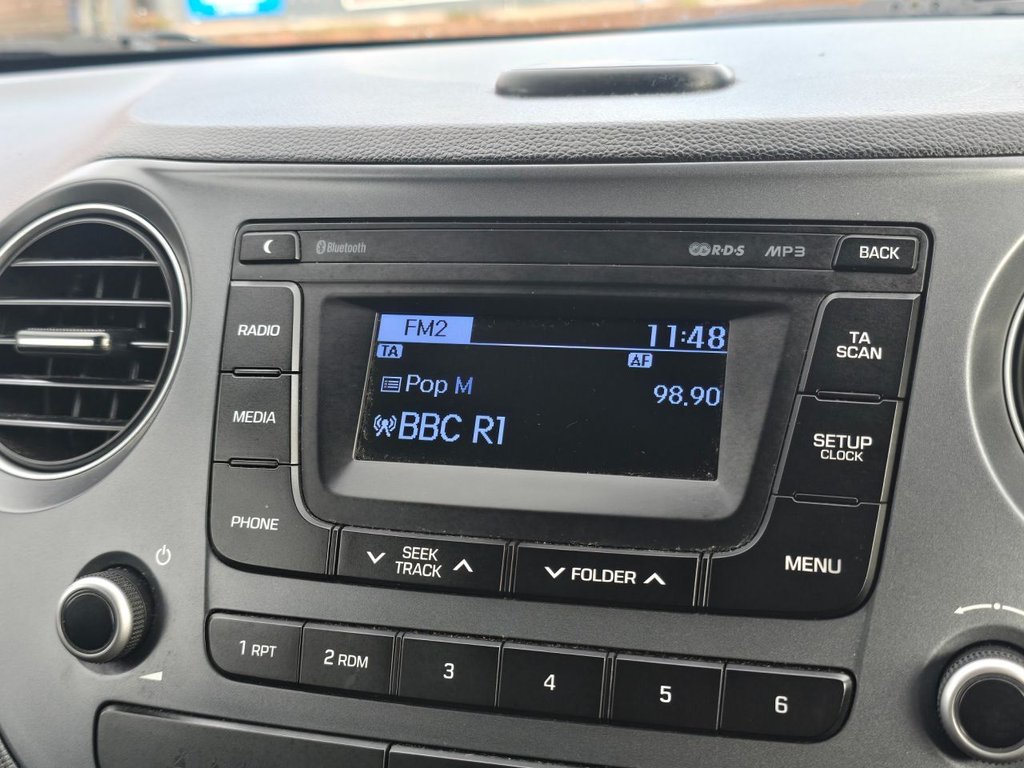 Bluetooth
R·D·S
MP3
BACK
RADIO
FM2
11:48
TA
AF
TA
SCAN
Pop M
98.90
MEDIA
BBC R1
SETUP
CLOCK
PHONE
SEEK
TRACK
FOLDER
MENU
1 RPT
2 RDM
3
4
5
6